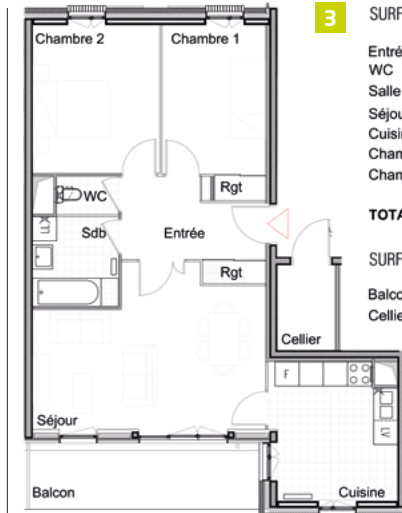 3
SURF
Entré
WC
Salle
Séjou
Cuisin
Cham
Cham
TOTA
SURF
Balco
Cellie
Chambre 2
Chambre 1
Rgt
WC
Sdb
Entrée
Rgt
Cellier
F
LV
Séjour
Balcon
Cuisine